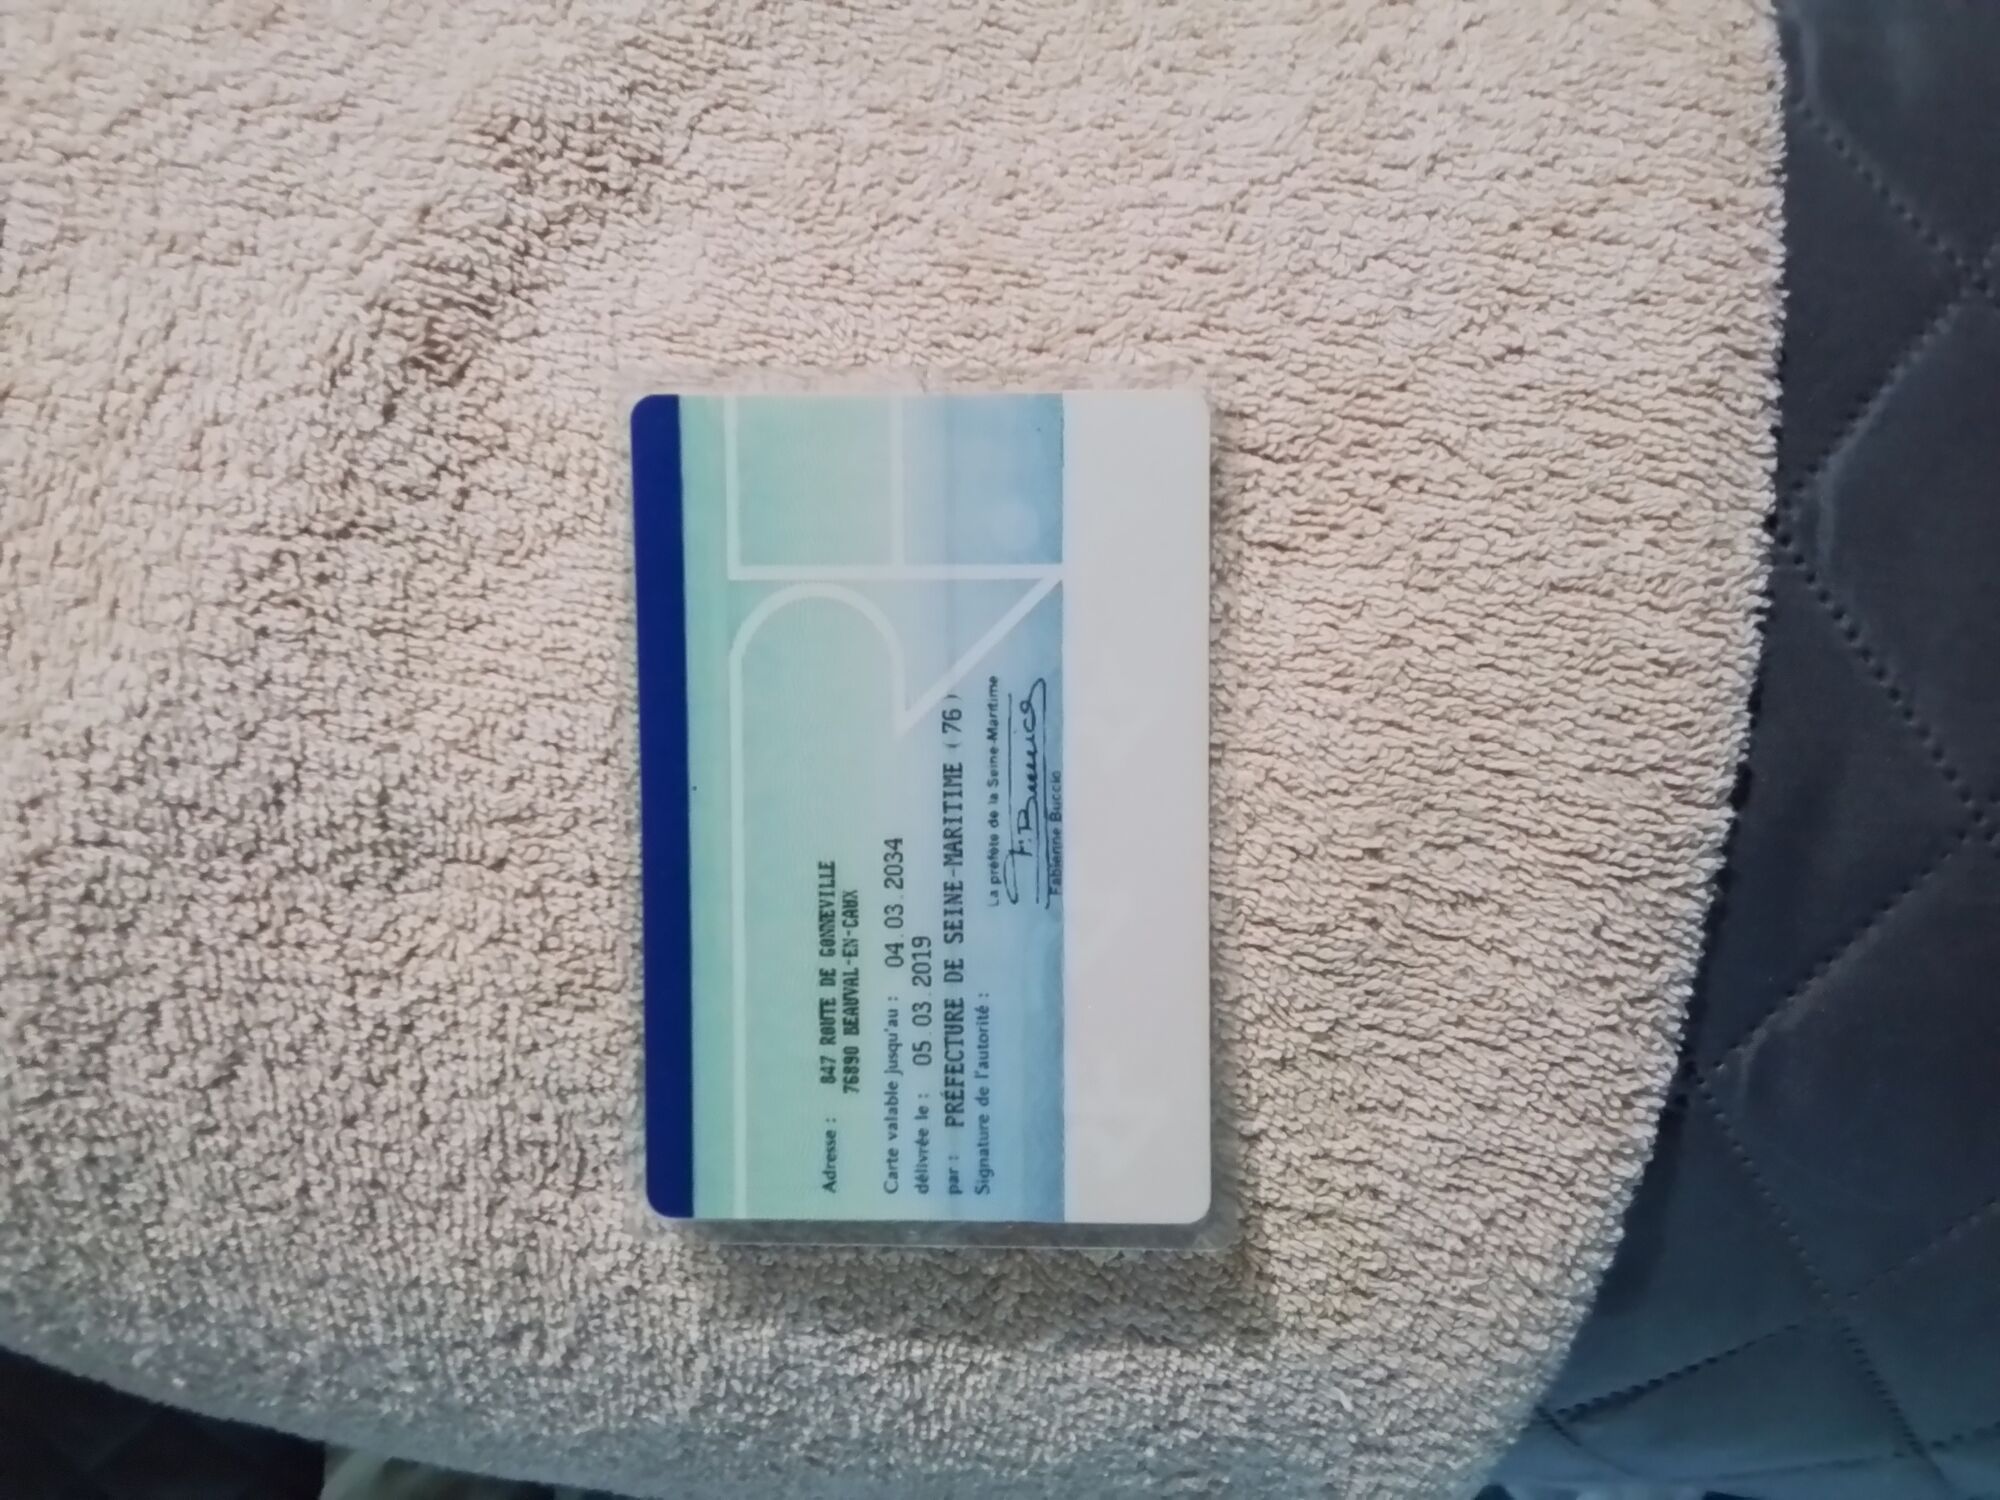 Adresse : 847 ROUTE DE GONNEVILLE
76890 BEAUVAL-EN-CAUX
Carte valable jusqu'au : 04.03.2034
délivrée le : 05.03.2019
par : PRÉFECTURE DE SEINE-MARITIME (76)
Signature de l'autorité :
La préfète de la Seine-Maritime
F. Buccio
Fabienne Buccio